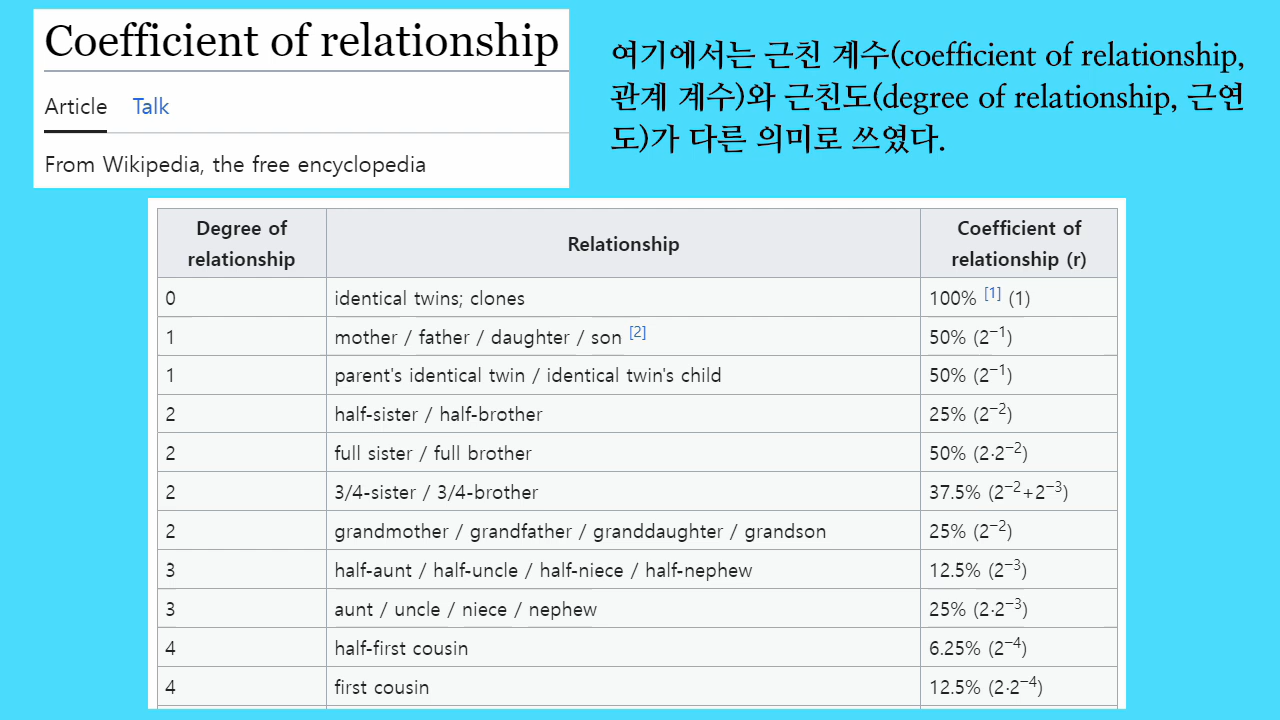 Coefficient of relationship
Article Talk
From Wikipedia, the free encyclopedia
여기에서는 근친 계수(coefficient of relationship,
관계 계수)와 근친도(degree of relationship, 근연
도)가 다른 의미로 쓰였다.
Degree of relationship Relationship Coefficient of relationship (r)
0 identical twins; clones 100% [1] (1)
1 mother / father / daughter / son [2] 50% (2⁻¹)
1 parent's identical twin / identical twin's child 50% (2⁻¹)
2 half-sister / half-brother 25% (2⁻²)
2 full sister / full brother 50% (2·2⁻²)
2 3/4-sister / 3/4-brother 37.5% (2⁻²+2⁻³)
2 grandmother / grandfather / granddaughter / grandson 25% (2⁻²)
3 half-aunt / half-uncle / half-niece / half-nephew 12.5% (2⁻³)
3 aunt / uncle / niece / nephew 25% (2·2⁻³)
4 half-first cousin 6.25% (2⁻⁴)
4 first cousin 12.5% (2·2⁻⁴)